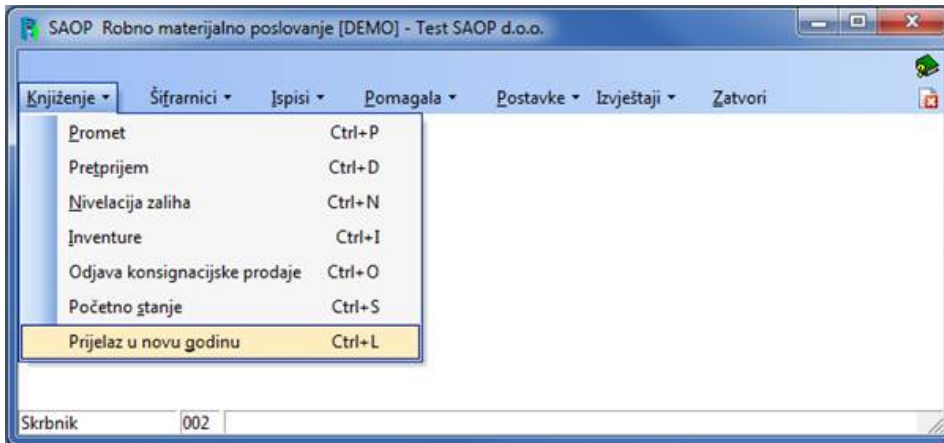 SAOP Robno materijalno poslovanje [DEMO] - Test SAOP d.o.o.
Knjiženje Šifrarnici Ispisi Pomagala Postavke Izvještaji Zatvori
Promet Ctrl+P
Pretprijem Ctrl+D
Nivelacija zaliha Ctrl+N
Inventure Ctrl+I
Odjava konsignacijske prodaje Ctrl+O
Početno stanje Ctrl+S
Prijelaz u novu godinu Ctrl+L
Skrbnik 002